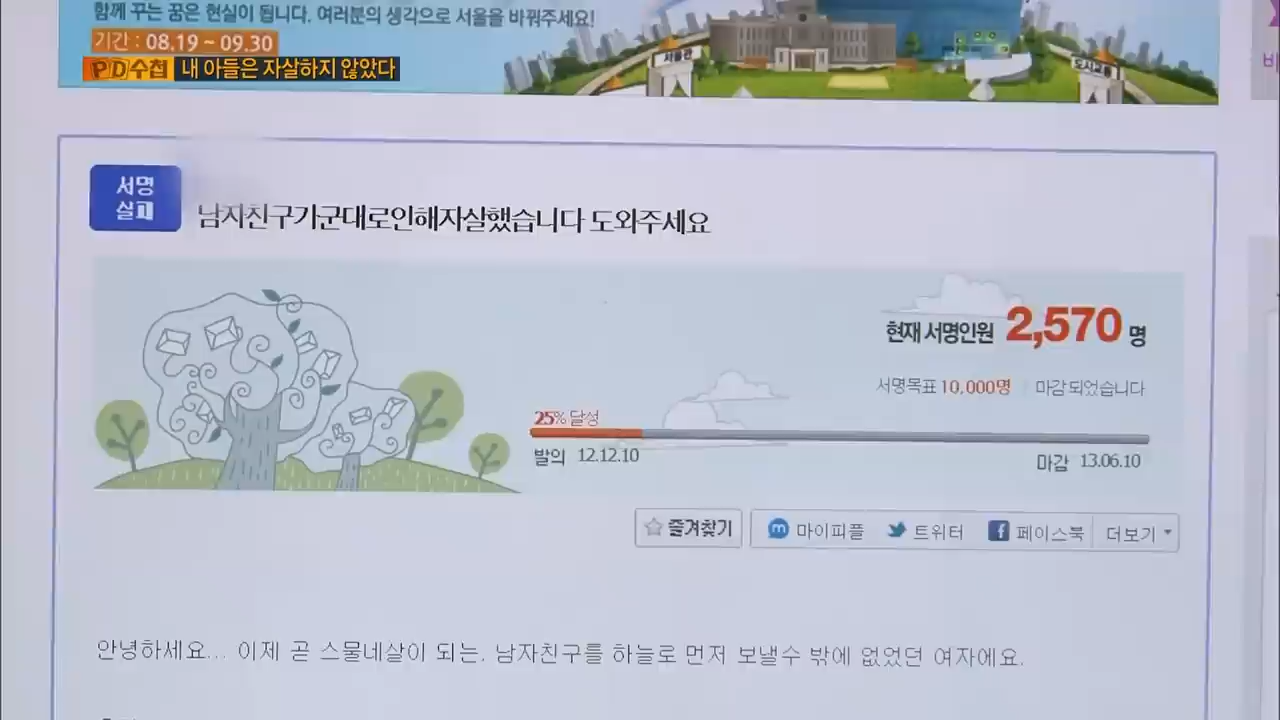 함께 꾸는 꿈은 현실이 됩니다. 여러분의 생각으로 서울을 바꿔주세요!
기간 : 08.19 ~ 09.30
PD수첩 내 아들은 자살하지 않았다
서울관
도시교통
서명
실패
남자친구가군대로인해자살했습니다 도와주세요
현재 서명인원 2,570 명
서명목표 10,000명 마감되었습니다
25% 달성
발의 12.12.10
마감 13.06.10
즐겨찾기
마이피플 트위터 페이스북 더보기
안녕하세요... 이제 곧 스물네살이 되는. 남자친구를 하늘로 먼저 보낼수 밖에 없었던 여자에요.